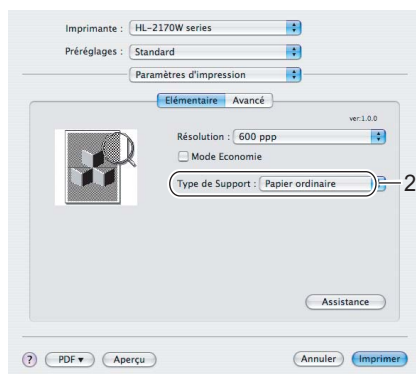 Imprimante : HL-2170W series
Préréglages : Standard
Paramètres d'impression
Elémentaire Avancé
ver:1.0.0
Résolution : 600 ppp
Mode Economie
Type de Support : Papier ordinaire 2
Assistance
? PDF Aperçu Annuler Imprimer